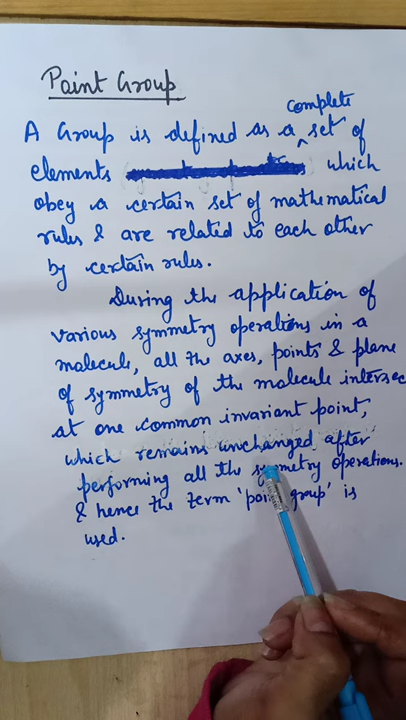 Point Group
complete
A Group is defined as a ^ set of
elements which
obey a certain set of mathematical
rules & are related to each other
by certain rules.
During the application of
various symmetry operations in a
molecule, all the axes, points & plane
of symmetry of the molecule intersec
at one common invariant point,
which remains unchanged after
performing all the symmetry operations.
& hence the term 'point group' is
used.